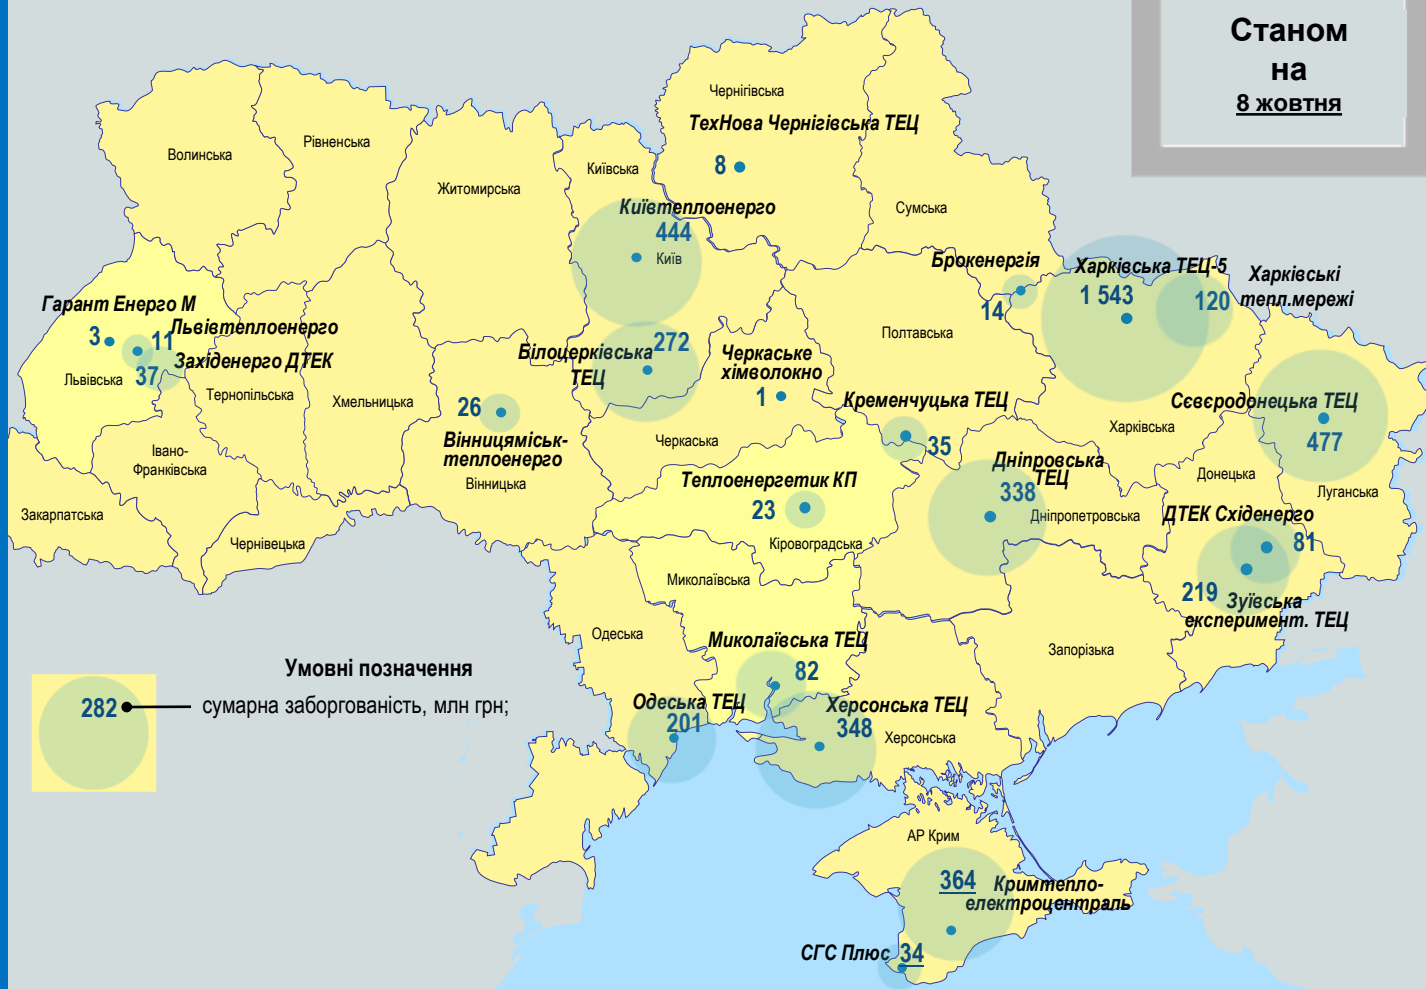 Станом
на
8 жовтня
Чернігівська
ТехНова Чернігівська ТЕЦ
8
Волинська
Рівненська
Житомирська
Київська
Сумська
Київтеплоенерго
444
Київ
Брокенергія
14
Харківська ТЕЦ-5
1 543
120
Харківські
тепл.мережі
Гарант Енерго М
3
11
Львівтеплоенерго
Західенерго ДТЕК
37
Львівська
Тернопільська
Хмельницька
Полтавська
Білоцерківська
ТЕЦ
272
Черкаське
хімволокно
1
26
Вінницяміськ-
теплоенерго
Вінницька
Черкаська
Кременчуцька ТЕЦ
35
Сєвєродонецька ТЕЦ
477
Харківська
Івано-
Франківська
Закарпатська
Чернівецька
Теплоенергетик КП
23
Кіровоградська
Дніпровська
ТЕЦ
338
Дніпропетровська
Донецька
Луганська
ДТЕК Східенерго
81
219
Зуївська
експеримент. ТЕЦ
Миколаївська
Одеська
Запорізька
Миколаївська ТЕЦ
82
Одеська ТЕЦ
201
Херсонська ТЕЦ
348
Херсонська
Умовні позначення
282
сумарна заборгованість, млн грн;
АР Крим
364
Кримтепло-
електроцентраль
СГС Плюс
34